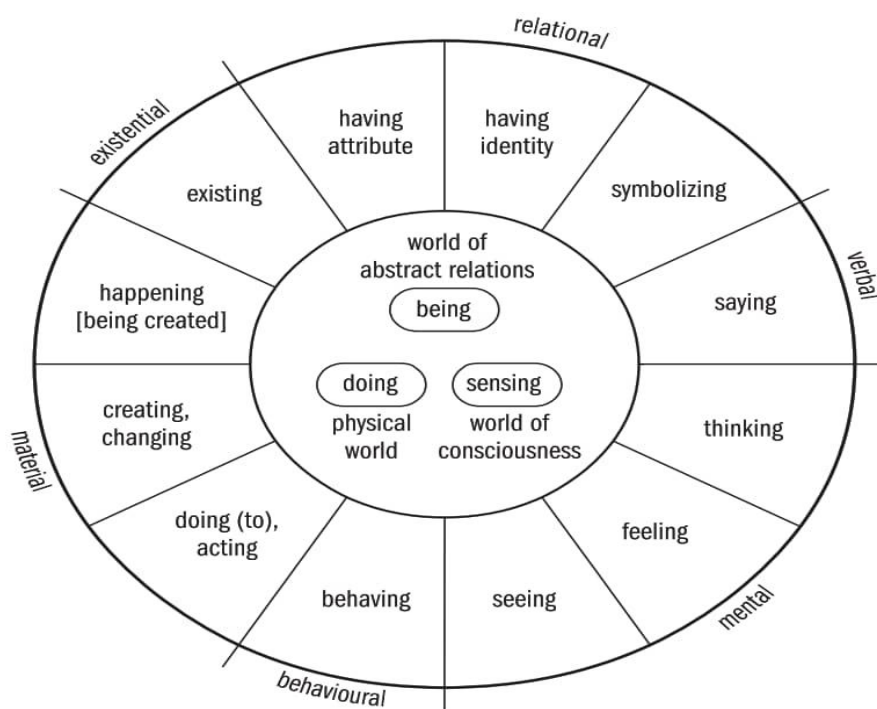 relational
existential
having
attribute
having
identity
existing
symbolizing
world of
abstract relations
being
verbal
happening
[being created]
saying
doing
sensing
physical
world
world of
consciousness
creating,
changing
thinking
material
doing (to),
acting
feeling
behaving
seeing
mental
behavioural